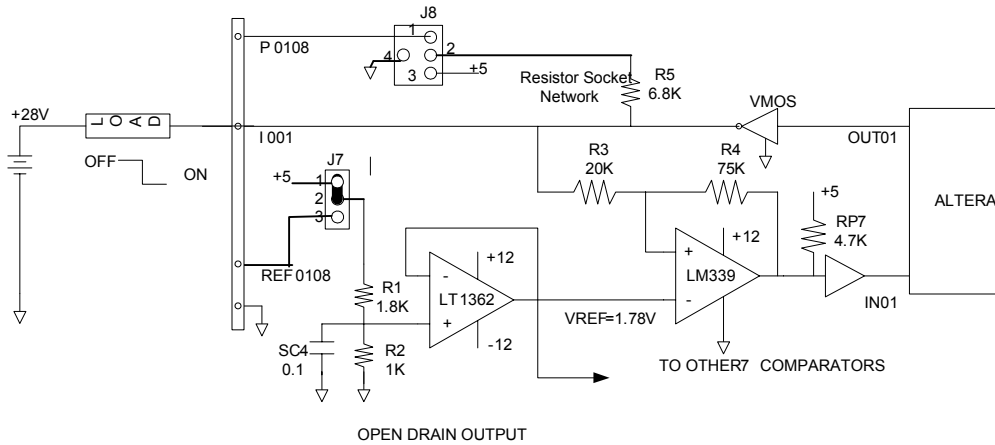 J8
P 0108
1
2
4
3
+5
Resistor Socket
Network
R5
6.8K
VMOS
+28V
L O A D
I 001
OUT01
OFF
ON
J7
+5
1
2
3
R3
20K
R4
75K
+5
RP7
4.7K
ALTERA
REF 0108
R1
1.8K
+12
-
LT1362
+
-12
+12
+
LM339
-
IN01
VREF=1.78V
SC4
0.1
R2
1K
TO OTHER7 COMPARATORS
OPEN DRAIN OUTPUT